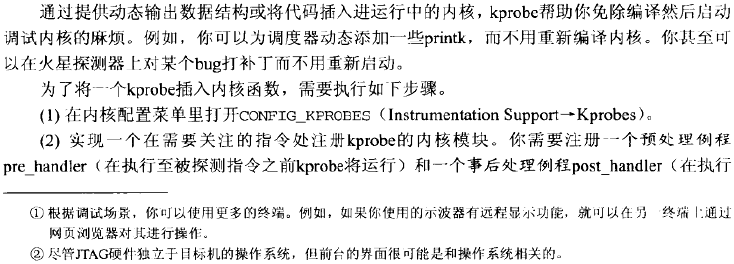 通过提供动态输出数据结构或将代码插入进运行中的内核，kprobe帮助你免除编译然后启动
调试内核的麻烦。例如，你可以为调度器动态添加一些printk，而不用重新编译内核。你甚至可
以在火星探测器上对某个bug打补丁而不用重新启动。
为了将一个kprobe插入内核函数，需要执行如下步骤。
(1) 在内核配置菜单里打开CONFIG_KPROBES（Instrumentation Support→Kprobes）。
(2) 实现一个在需要关注的指令处注册kprobe的内核模块。你需要注册一个预处理例程
pre_handler（在执行至被探测指令之前kprobe将运行）和一个事后处理例程post_handler（在执行
① 根据调试场景，你可以使用更多的终端。例如，如果你使用的示波器有远程显示功能，就可以在另一终端上通过
网页浏览器对其进行操作。
② 尽管JTAG硬件独立于目标机的操作系统，但前台的界面很可能是和操作系统相关的。